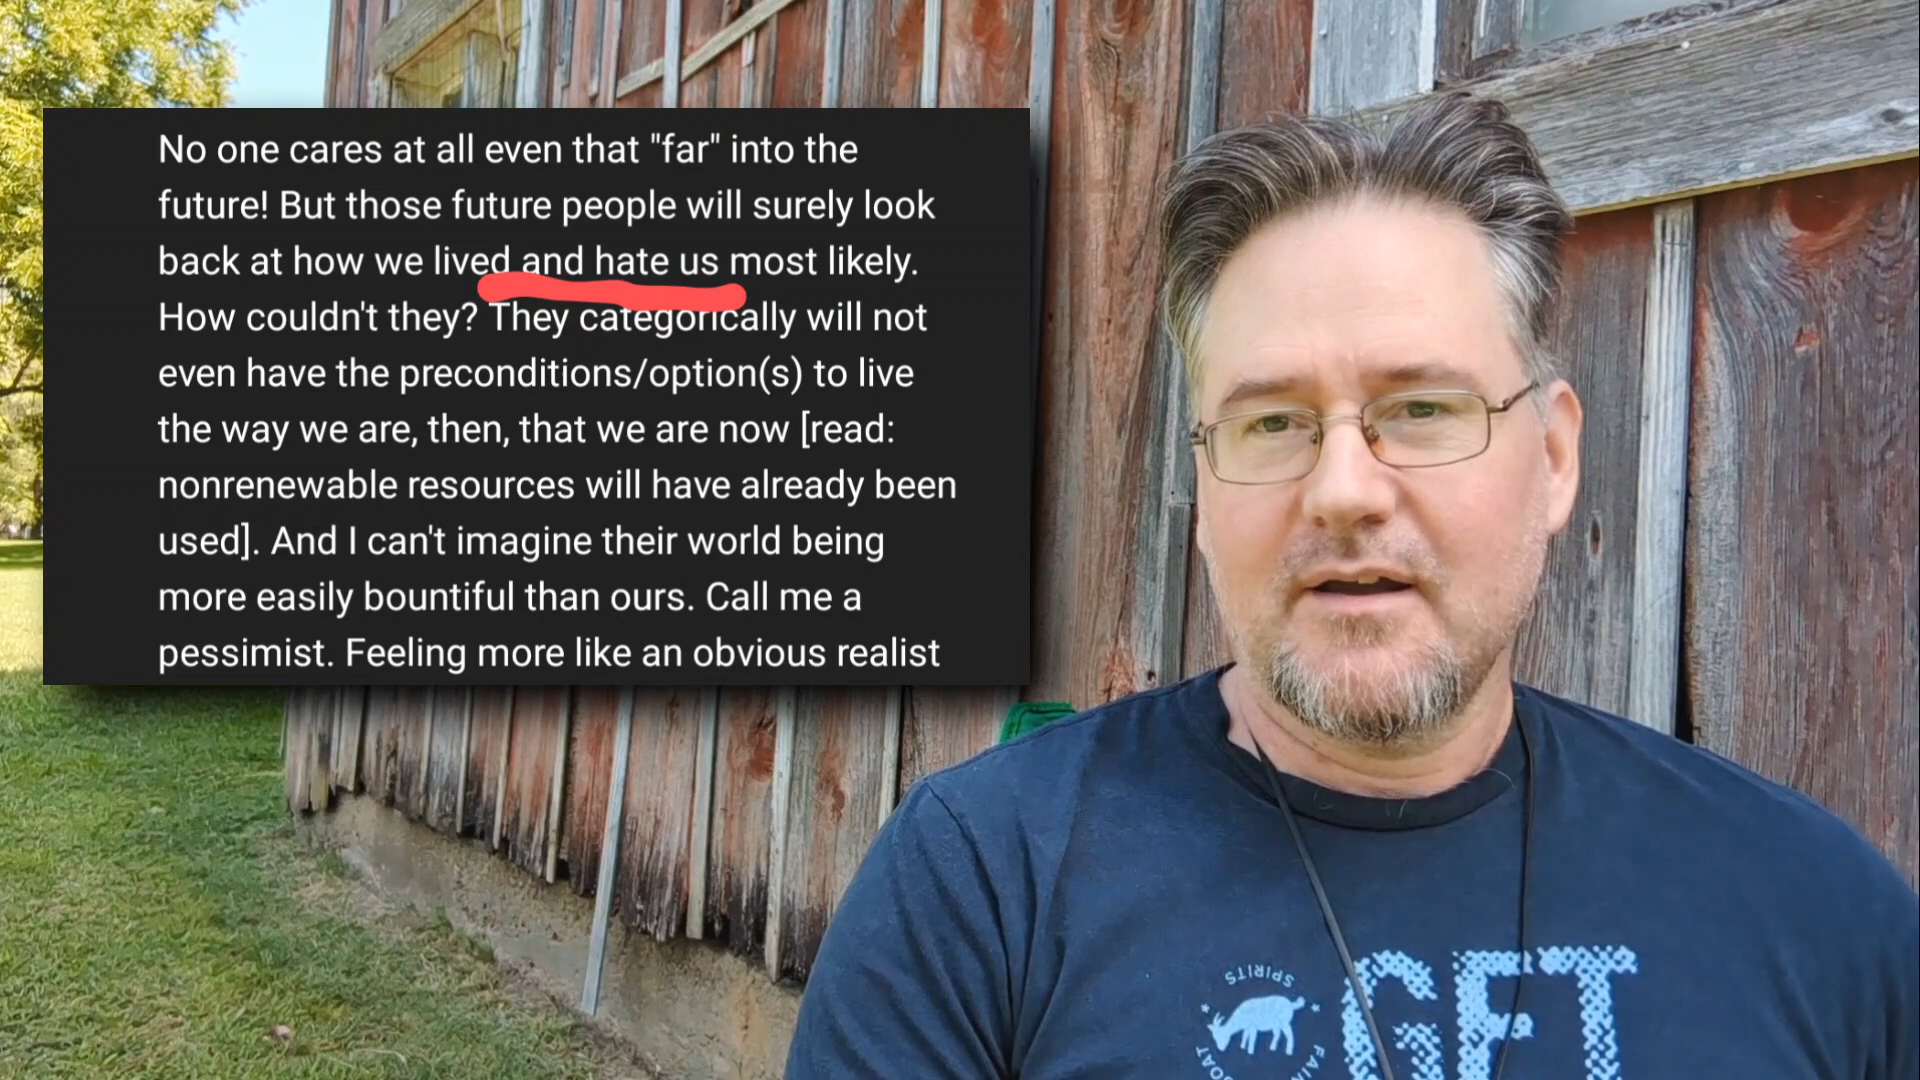 No one cares at all even that "far" into the
future! But those future people will surely look
back at how we lived and hate us most likely.
How couldn't they? They categorically will not
even have the preconditions/option(s) to live
the way we are, then, that we are now [read:
nonrenewable resources will have already been
used]. And I can't imagine their world being
more easily bountiful than ours. Call me a
pessimist. Feeling more like an obvious realist
SPIRITS
GOAT
GET